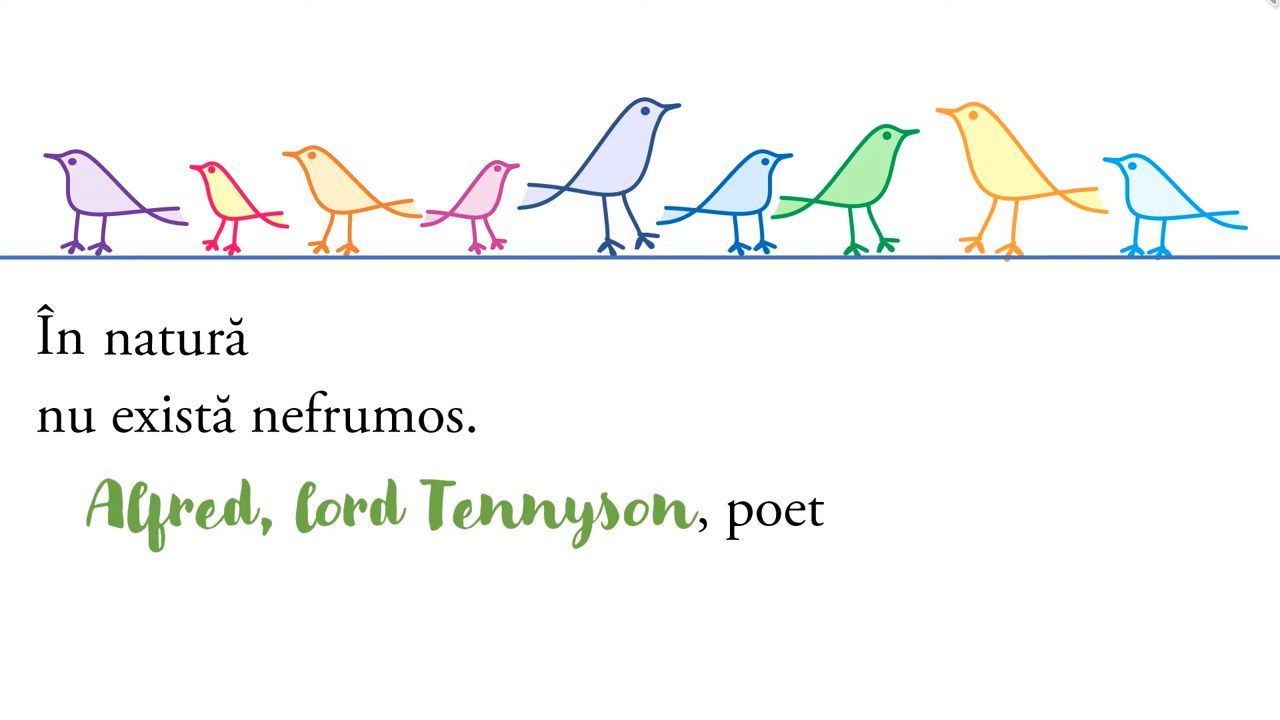 În natură
nu există nefrumos.
Alfred, lord Tennyson, poet